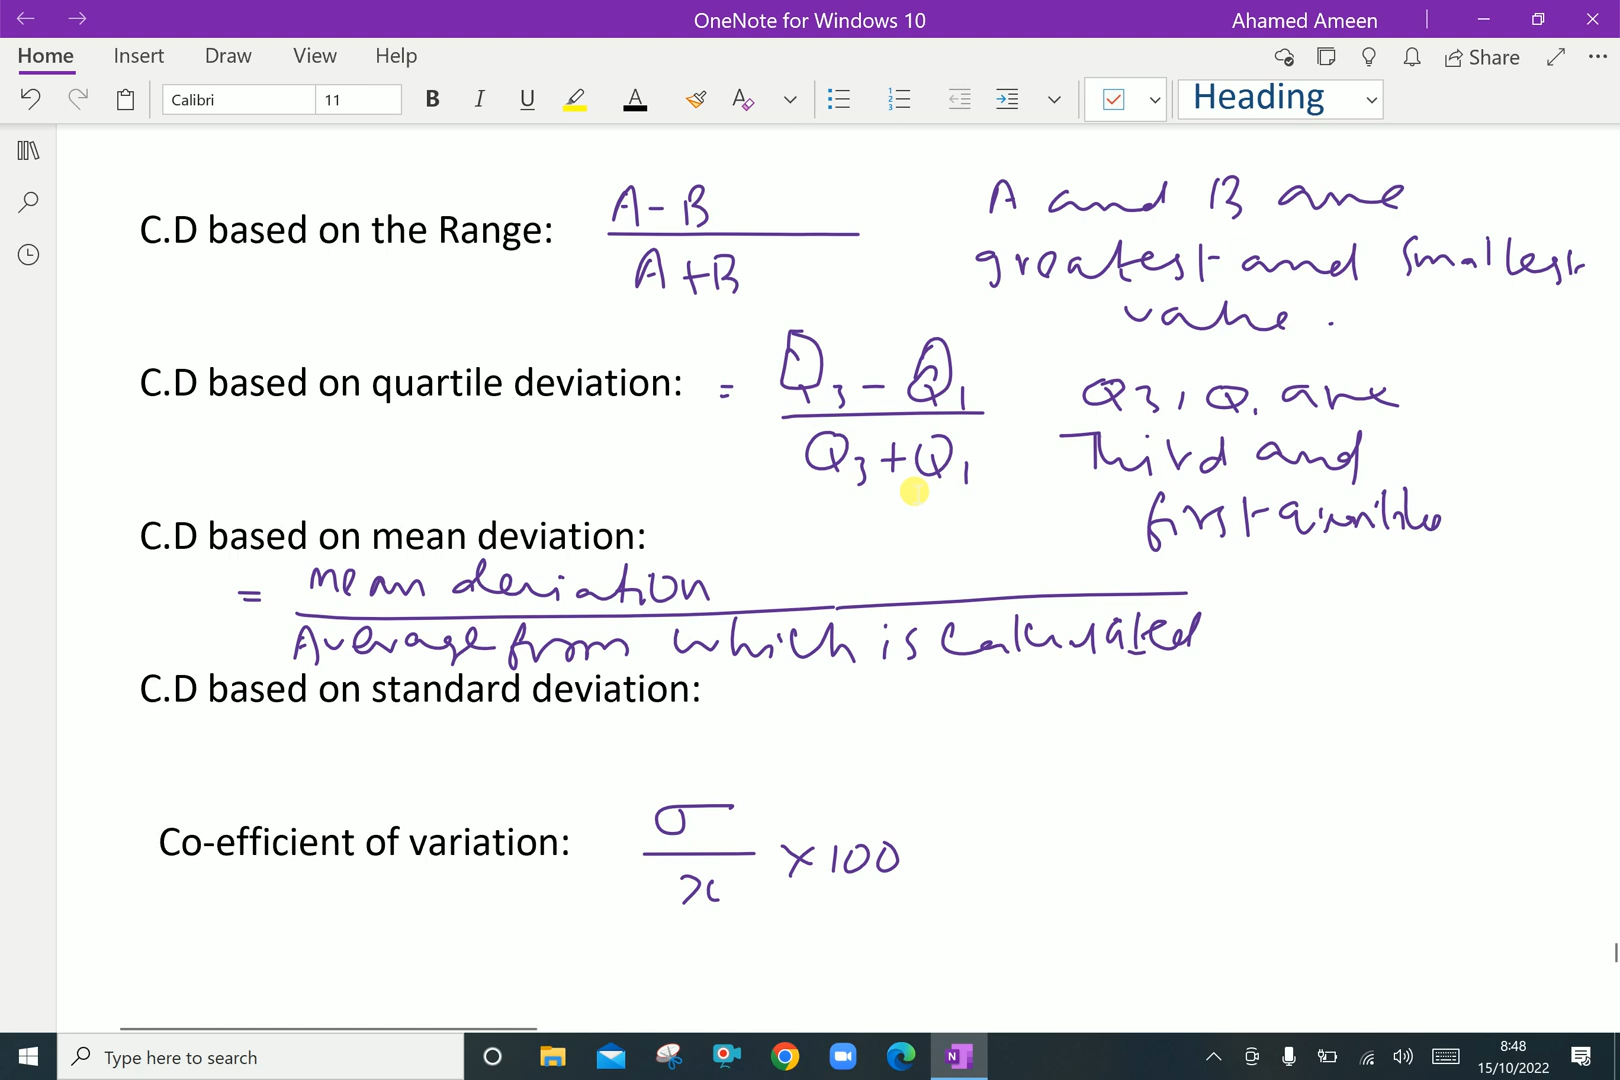 OneNote for Windows 10
Ahamed Ameen
Home Insert Draw View Help Share
Calibri 11 B I U A A Heading
C.D based on the Range: A - B / A + B
A and B are
greatest and smallest
value.
C.D based on quartile deviation: = Q3 - Q1 / Q3 + Q1
Q3, Q1 are
Third and
first
C.D based on mean deviation:
= mean deviation / Average from which is calculated
C.D based on standard deviation:
Co-efficient of variation: σ / x × 100
Type here to search
8:48
15/10/2022